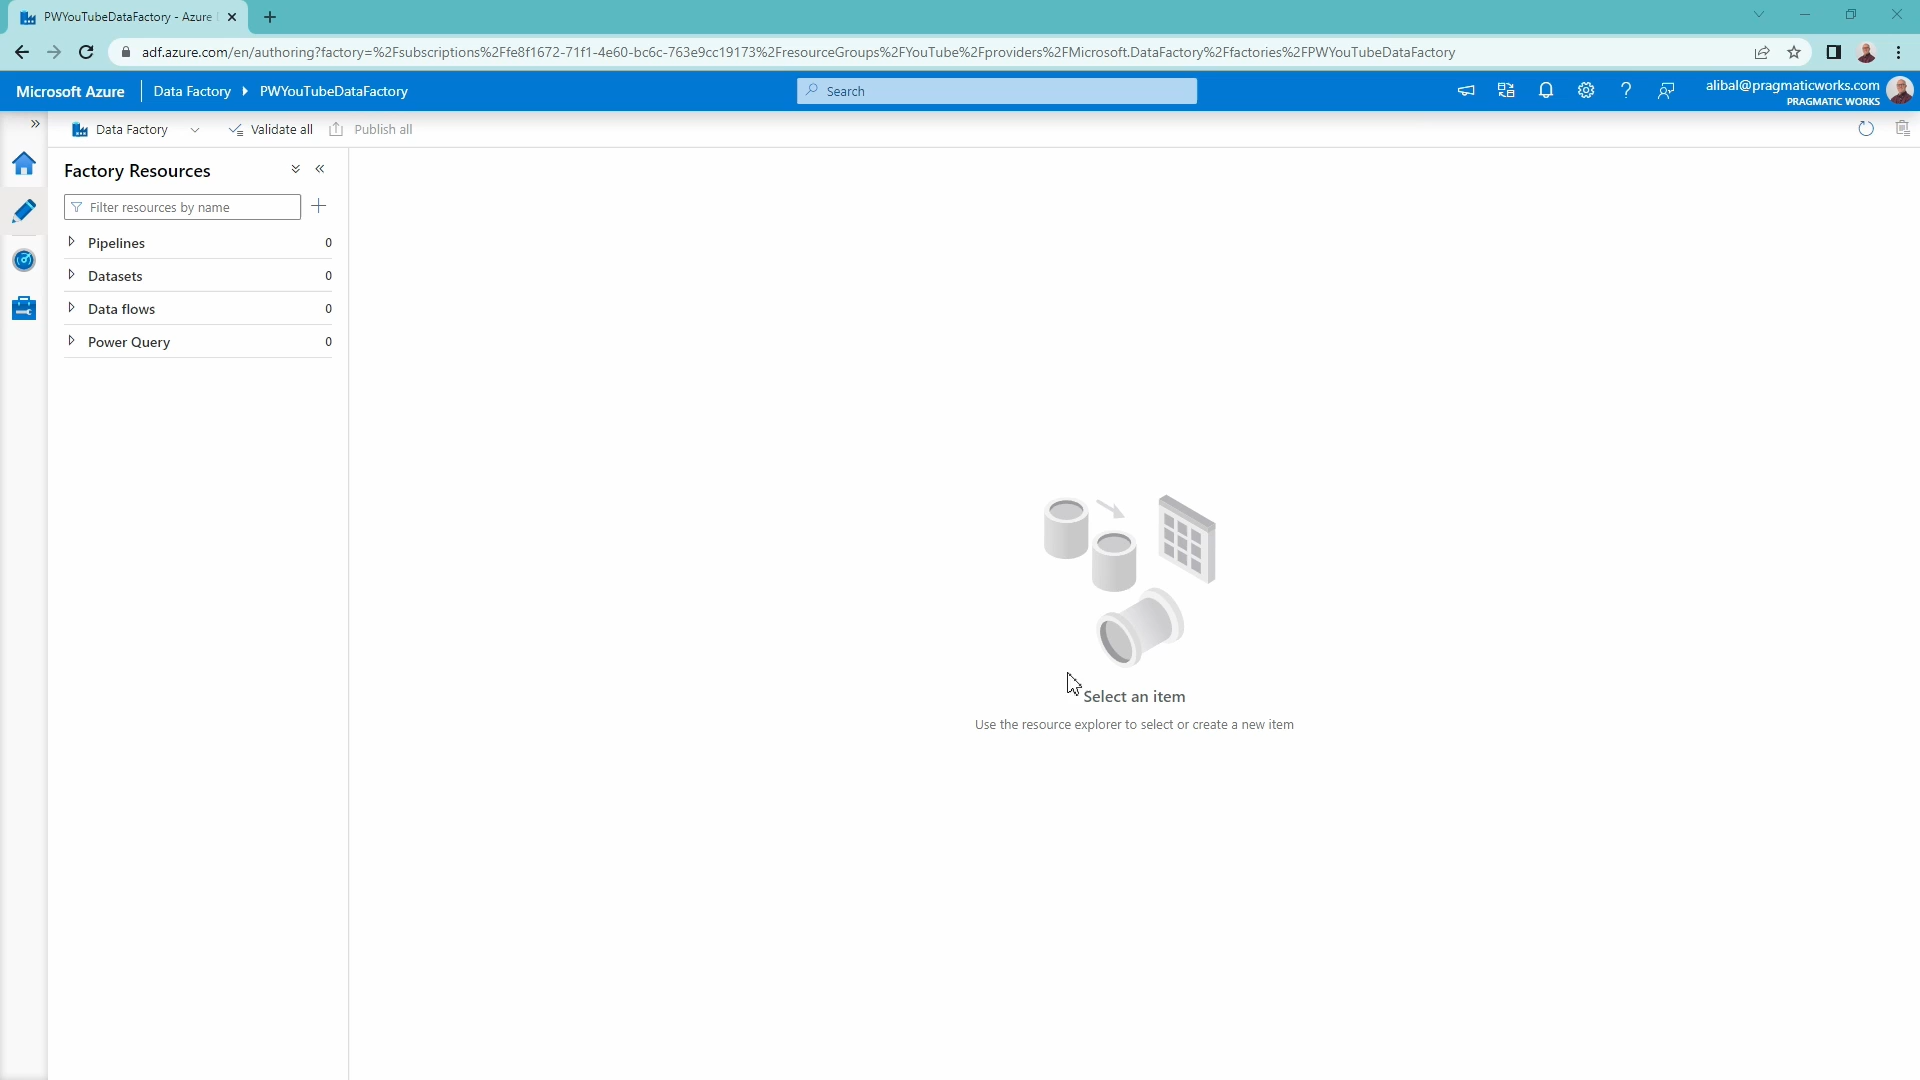 PWYouTubeDataFactory - Azure
adf.azure.com/en/authoring?factory=%2Fsubscriptions%2Ffe8f1672-71f1-4e60-bc6c-763e9cc19173%2FresourceGroups%2FYouTube%2Fproviders%2FMicrosoft.DataFactory%2Ffactories%2FPWYouTubeDataFactory
Microsoft Azure Data Factory PWYouTubeDataFactory Search alibal@pragmaticworks.com
PRAGMATIC WORKS
Data Factory Validate all Publish all
Factory Resources
Filter resources by name
Pipelines 0
Datasets 0
Data flows 0
Power Query 0
Select an item
Use the resource explorer to select or create a new item